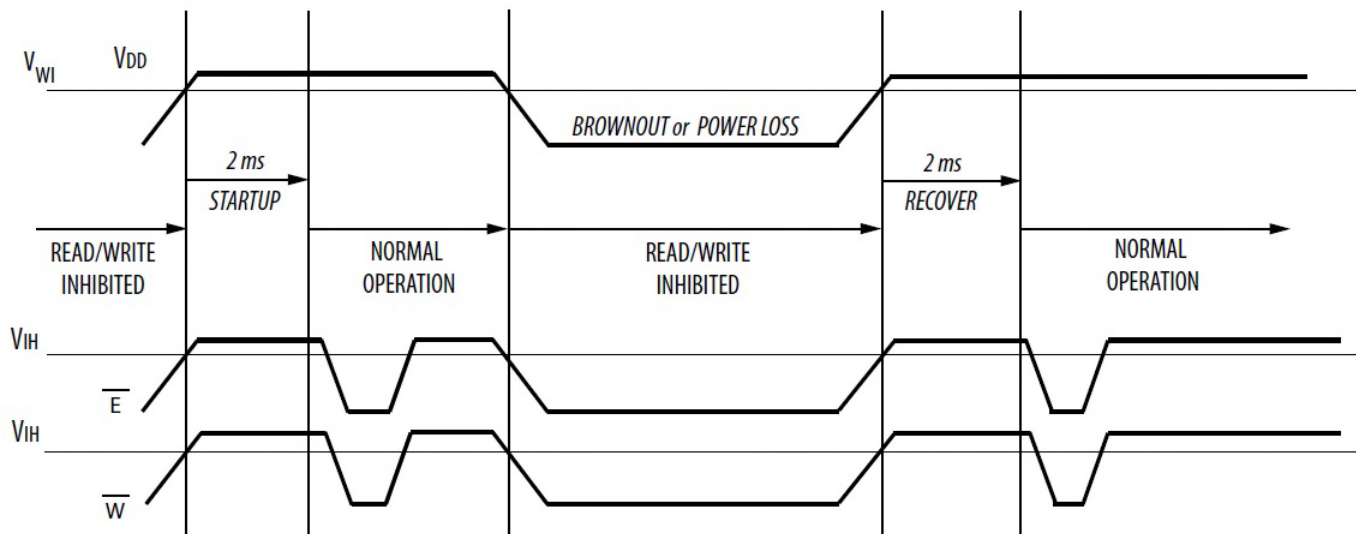 VWI VDD
BROWNOUT or POWER LOSS
2 ms
STARTUP
2 ms
RECOVER
READ/WRITE
INHIBITED
NORMAL
OPERATION
READ/WRITE
INHIBITED
NORMAL
OPERATION
VIH
E
VIH
W